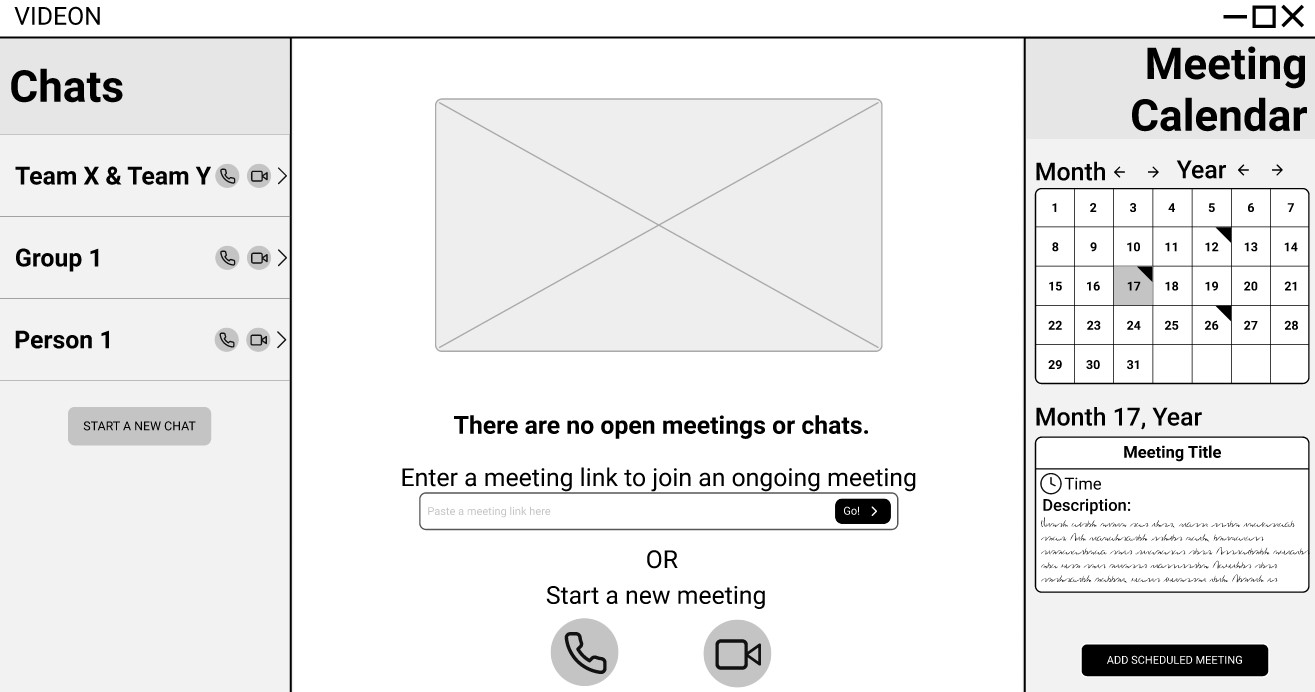 VIDEON
Chats
Team X & Team Y
Group 1
Person 1
START A NEW CHAT
There are no open meetings or chats.
Enter a meeting link to join an ongoing meeting
Paste a meeting link here
Go!
OR
Start a new meeting
Meeting
Calendar
Month Year
1 2 3 4 5 6 7
8 9 10 11 12 13 14
15 16 17 18 19 20 21
22 23 24 25 26 27 28
29 30 31
Month 17, Year
Meeting Title
Time
Description:
ADD SCHEDULED MEETING